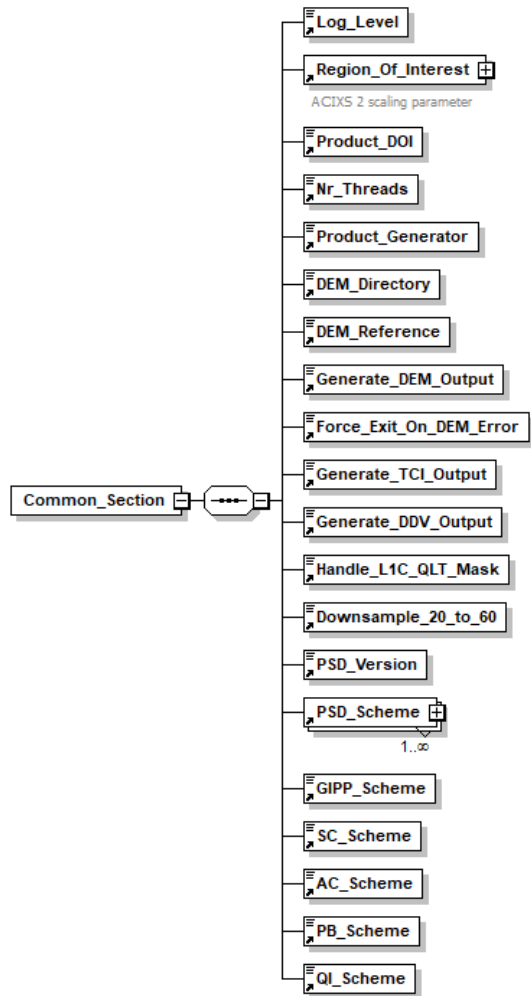 Log_Level
Region_Of_Interest
ACIXS 2 scaling parameter
Product_DOI
Nr_Threads
Product_Generator
DEM_Directory
DEM_Reference
Generate_DEM_Output
Force_Exit_On_DEM_Error
Generate_TCI_Output
Common_Section
Generate_DDV_Output
Handle_L1C_QLT_Mask
Downsample_20_to_60
PSD_Version
PSD_Scheme
1..∞
GIPP_Scheme
SC_Scheme
AC_Scheme
PB_Scheme
QI_Scheme